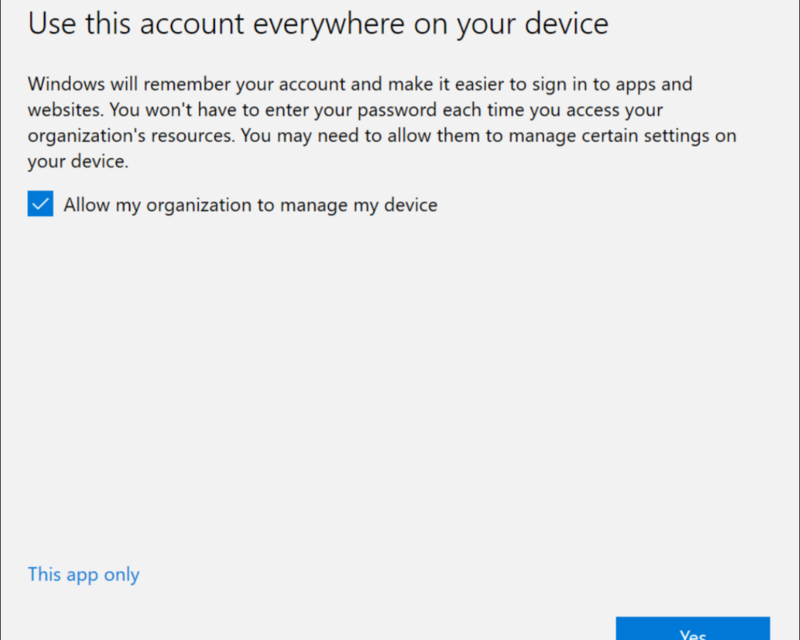 Use this account everywhere on your device
Windows will remember your account and make it easier to sign in to apps and
websites. You won't have to enter your password each time you access your
organization's resources. You may need to allow them to manage certain settings on
your device.
Allow my organization to manage my device
This app only
Yes